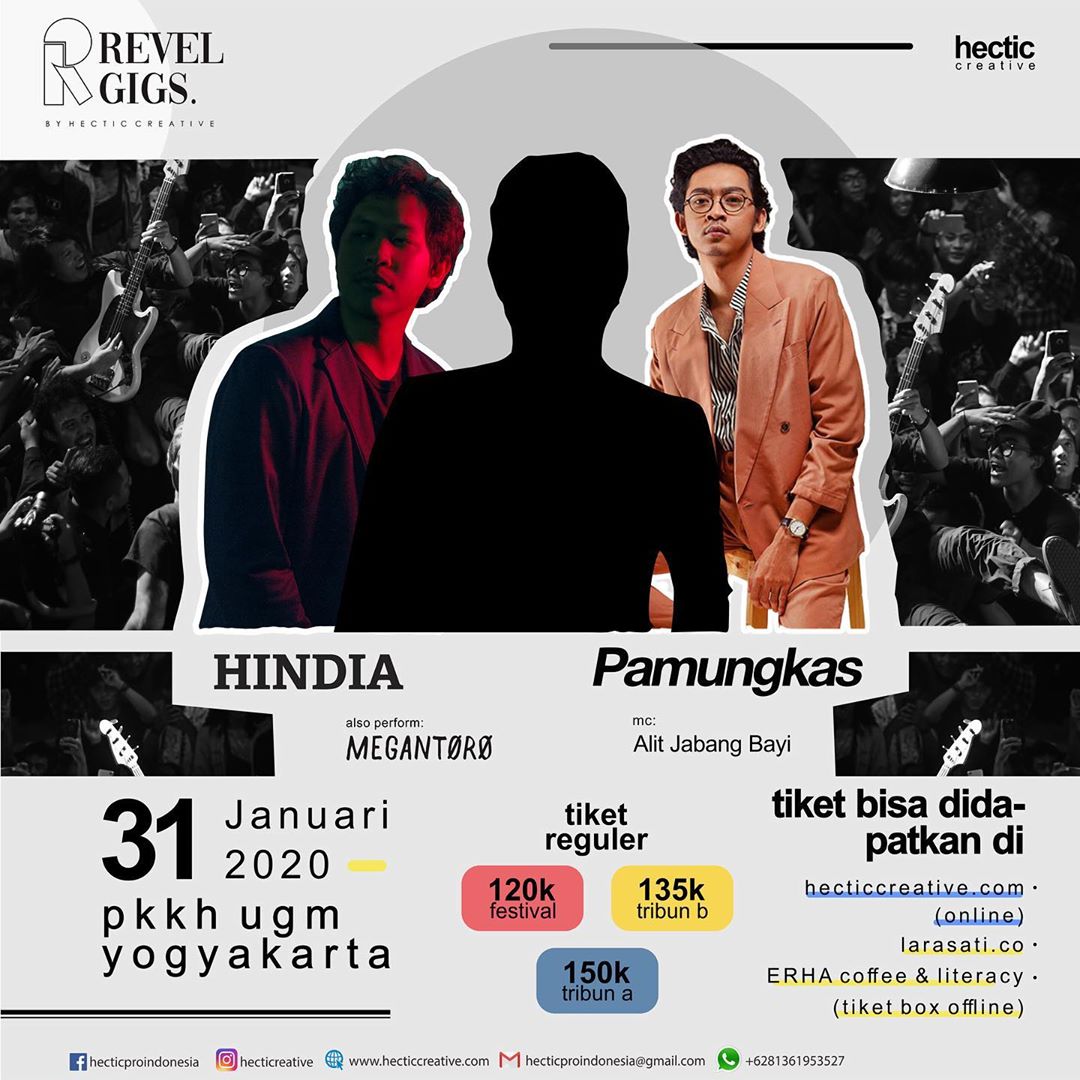 REVEL
GIGS.
BY HECTIC CREATIVE
hectic
creative
HINDIA
Pamungkas
also perform:
MEGANTØRØ
mc:
Alit Jabang Bayi
31 Januari
2020
pkkh ugm
yogyakarta
tiket
reguler
120k
festival
135k
tribun b
150k
tribun a
tiket bisa dida-
patkan di
hecticcreative.com •
(online)
larasati.co •
ERHA coffee & literacy •
(tiket box offline)
hecticproindonesia hecticreative www.hecticcreative.com hecticproindonesia@gmail.com +6281361953527